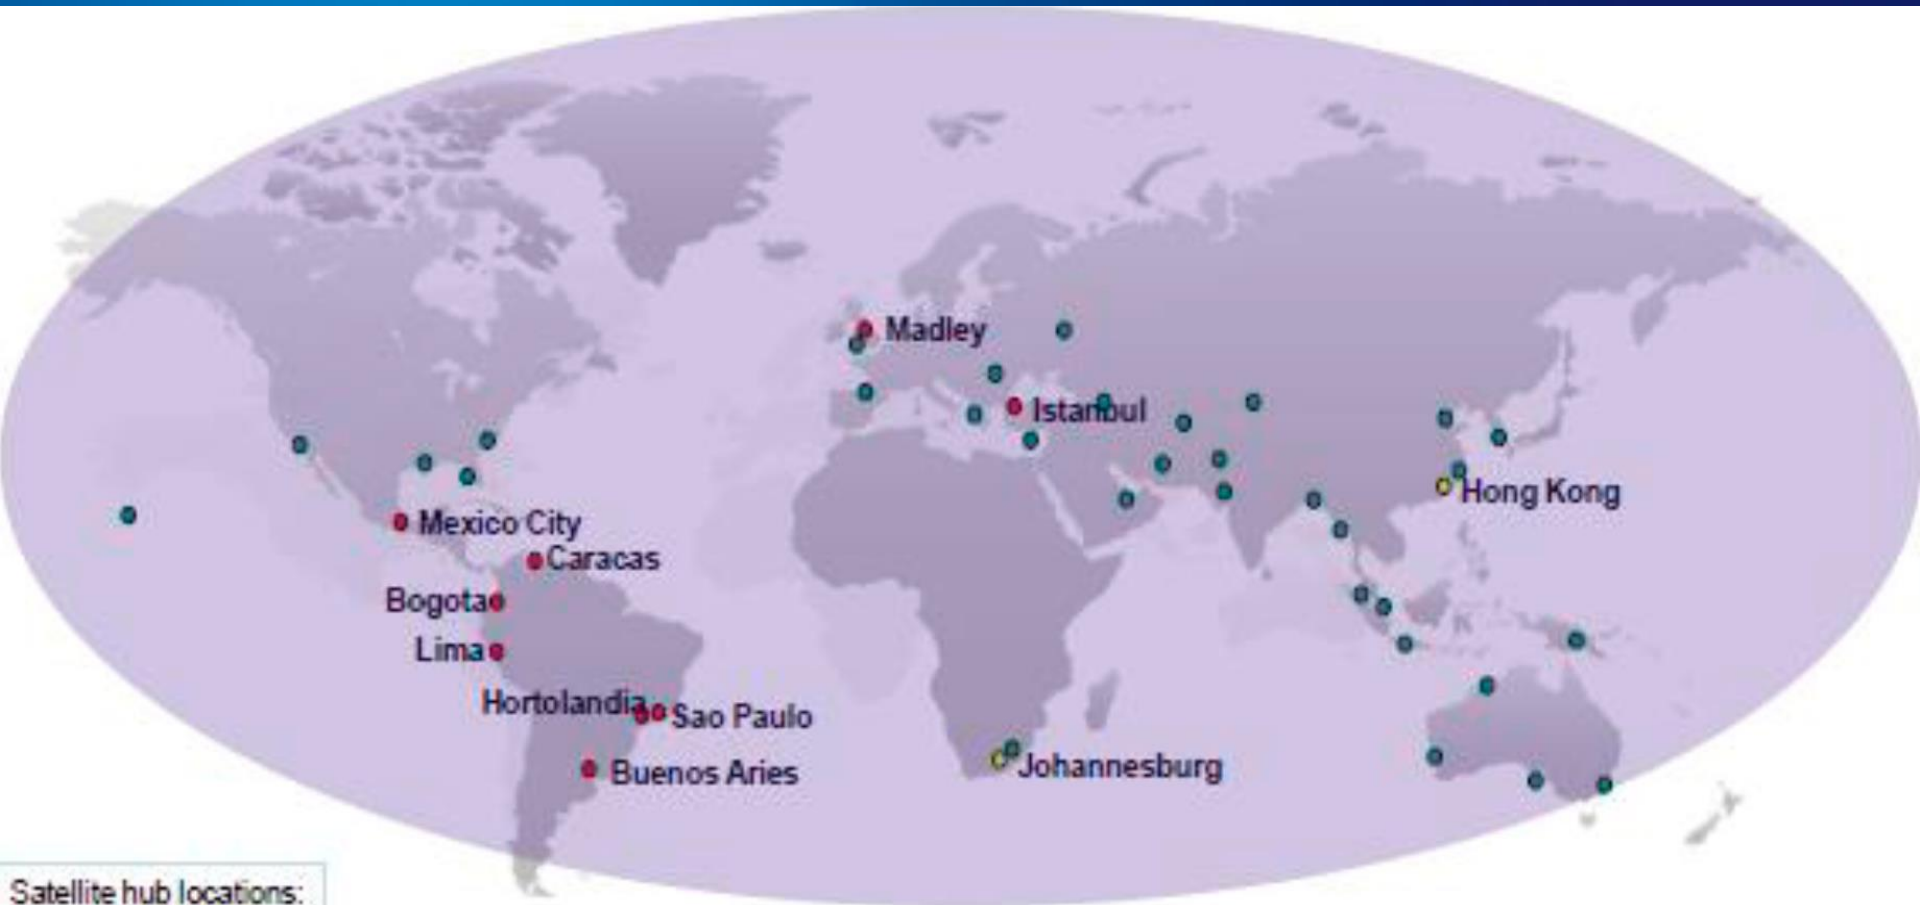 Madley
Istanbul
Hong Kong
Mexico City
Caracas
Bogota
Lima
Hortolandia
Sao Paulo
Buenos Aries
Johannesburg
Satellite hub locations: